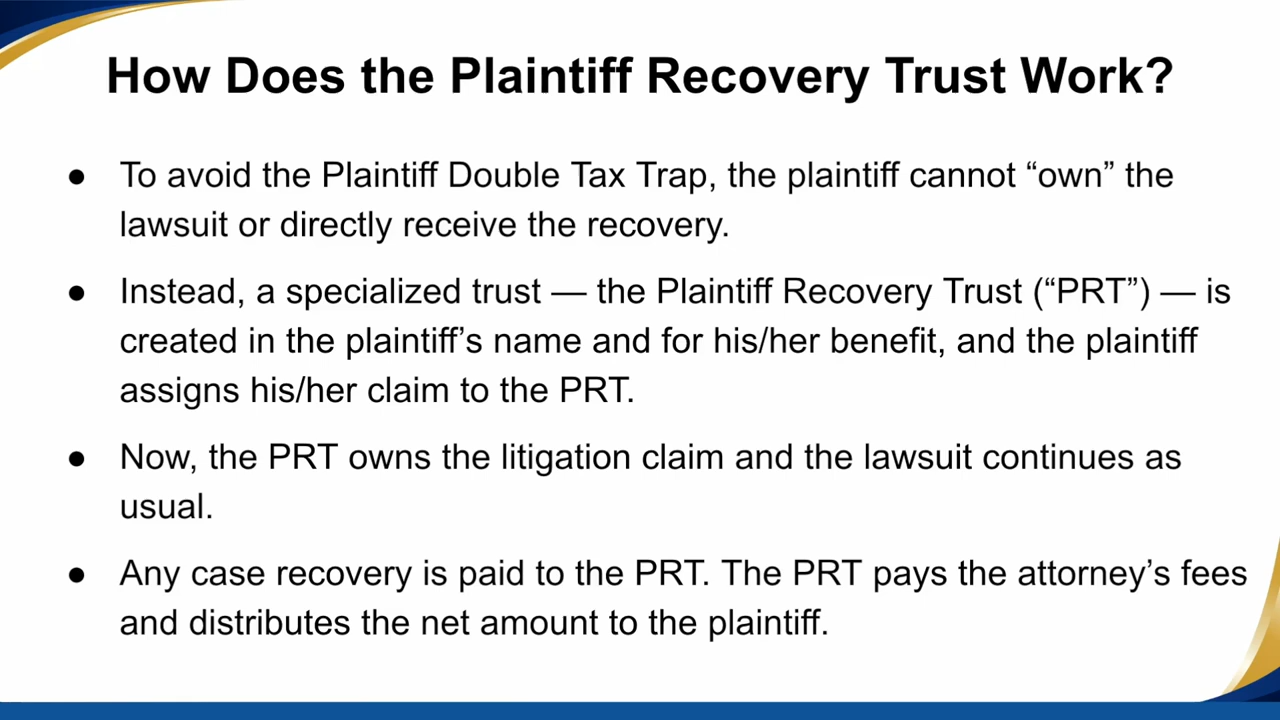 How Does the Plaintiff Recovery Trust Work?
● To avoid the Plaintiff Double Tax Trap, the plaintiff cannot “own” the
lawsuit or directly receive the recovery.
● Instead, a specialized trust — the Plaintiff Recovery Trust (“PRT”) — is
created in the plaintiff’s name and for his/her benefit, and the plaintiff
assigns his/her claim to the PRT.
● Now, the PRT owns the litigation claim and the lawsuit continues as
usual.
● Any case recovery is paid to the PRT. The PRT pays the attorney’s fees
and distributes the net amount to the plaintiff.